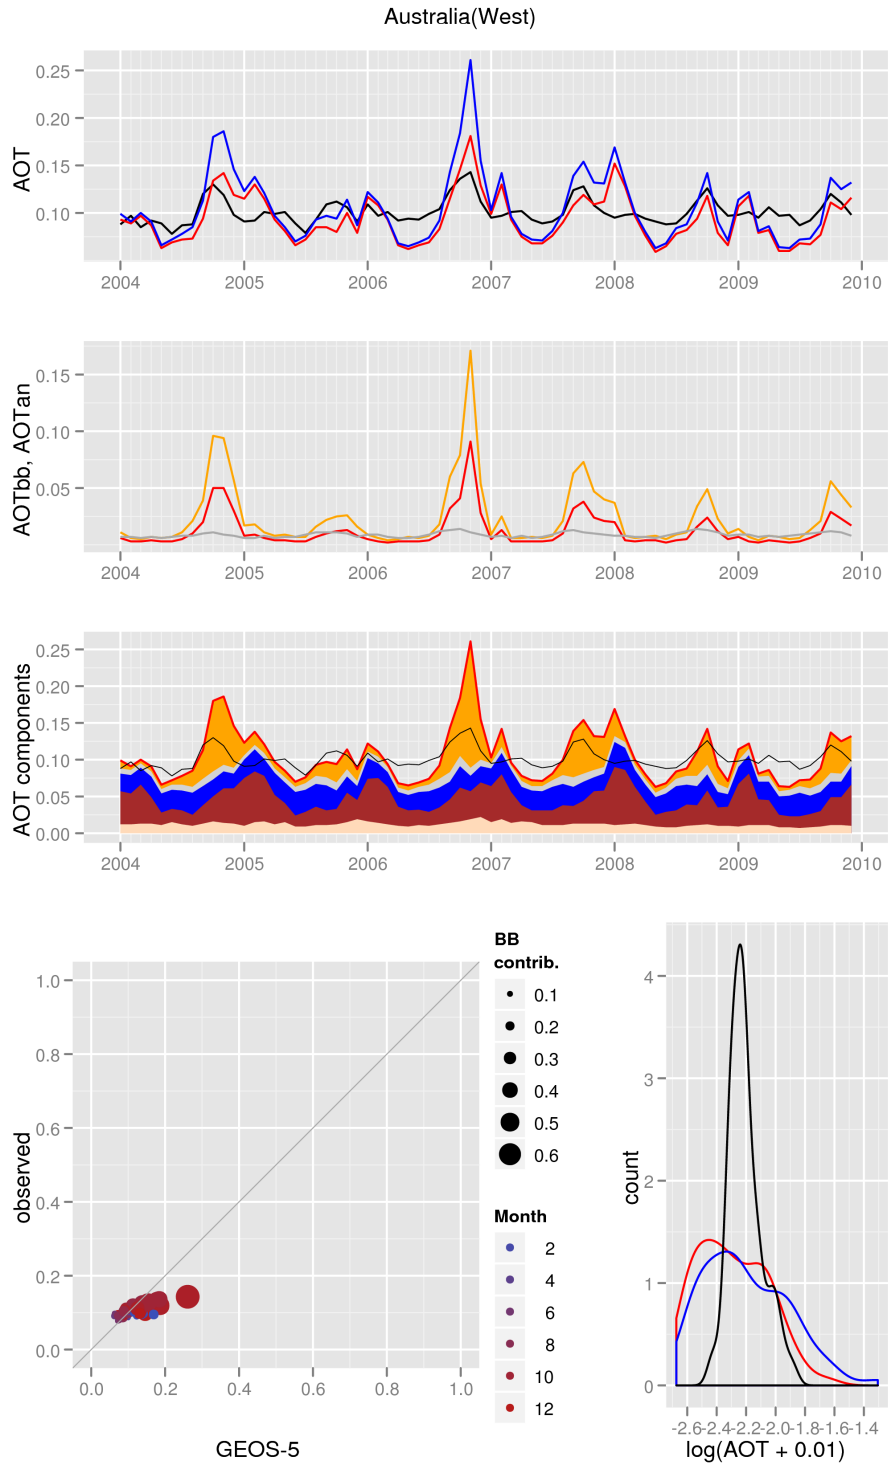 Australia(West)
AOT
0.25
0.20
0.15
0.10
2004 2005 2006 2007 2008 2009 2010
AOTbb, AOTan
0.15
0.10
0.05
2004 2005 2006 2007 2008 2009 2010
AOT components
0.25
0.20
0.15
0.10
0.05
0.00
2004 2005 2006 2007 2008 2009 2010
observed
1.0
0.8
0.6
0.4
0.2
0.0
0.0 0.2 0.4 0.6 0.8 1.0
GEOS-5
BB
contrib.
0.1
0.2
0.3
0.4
0.5
0.6
Month
2
4
6
8
10
12
count
4
3
2
1
0
-2.6 -2.4 -2.2 -2.0 -1.8 -1.6 -1.4
log(AOT + 0.01)